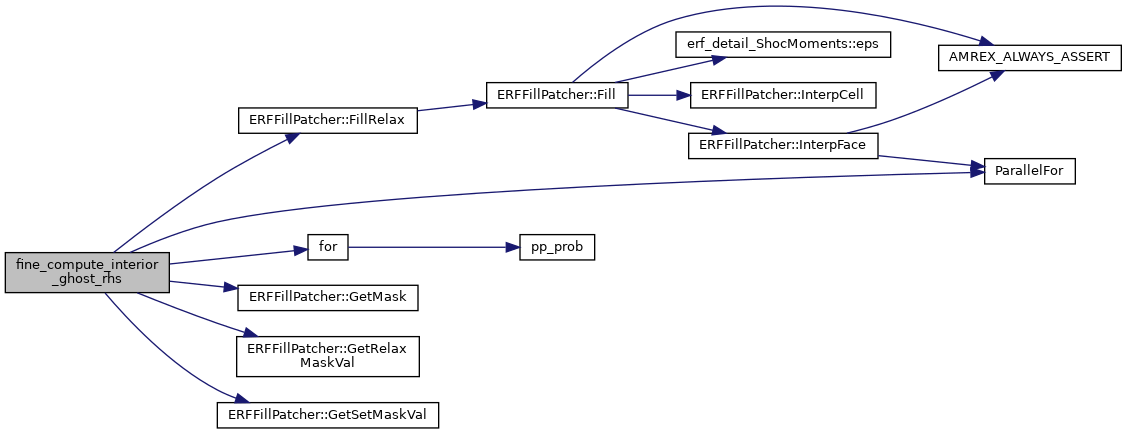 erf_detail_ShocMoments::eps
AMREX_ALWAYS_ASSERT
ERFFillPatcher::Fill
ERFFillPatcher::InterpCell
ERFFillPatcher::FillRelax
ERFFillPatcher::InterpFace
ParallelFor
for
pp_prob
fine_compute_interior
_ghost_rhs
ERFFillPatcher::GetMask
ERFFillPatcher::GetRelax
MaskVal
ERFFillPatcher::GetSetMaskVal